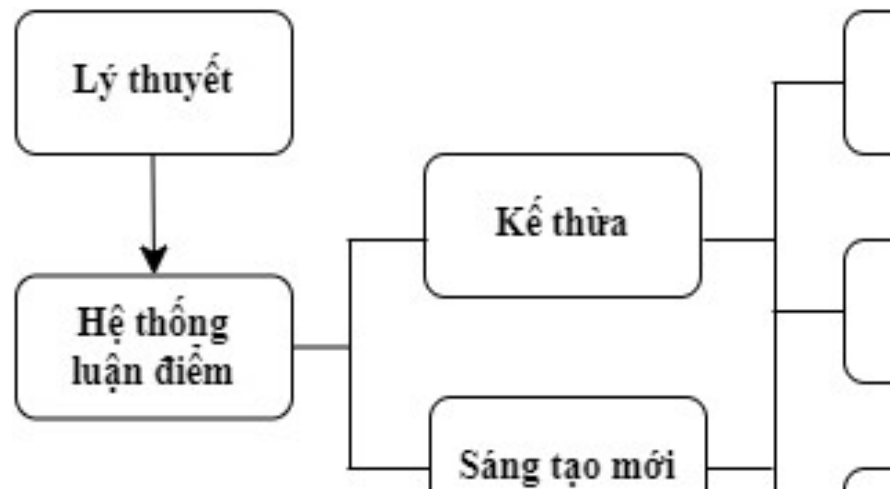 Lý thuyết
Hệ thống
luận điểm
Kế thừa
Sáng tạo mới